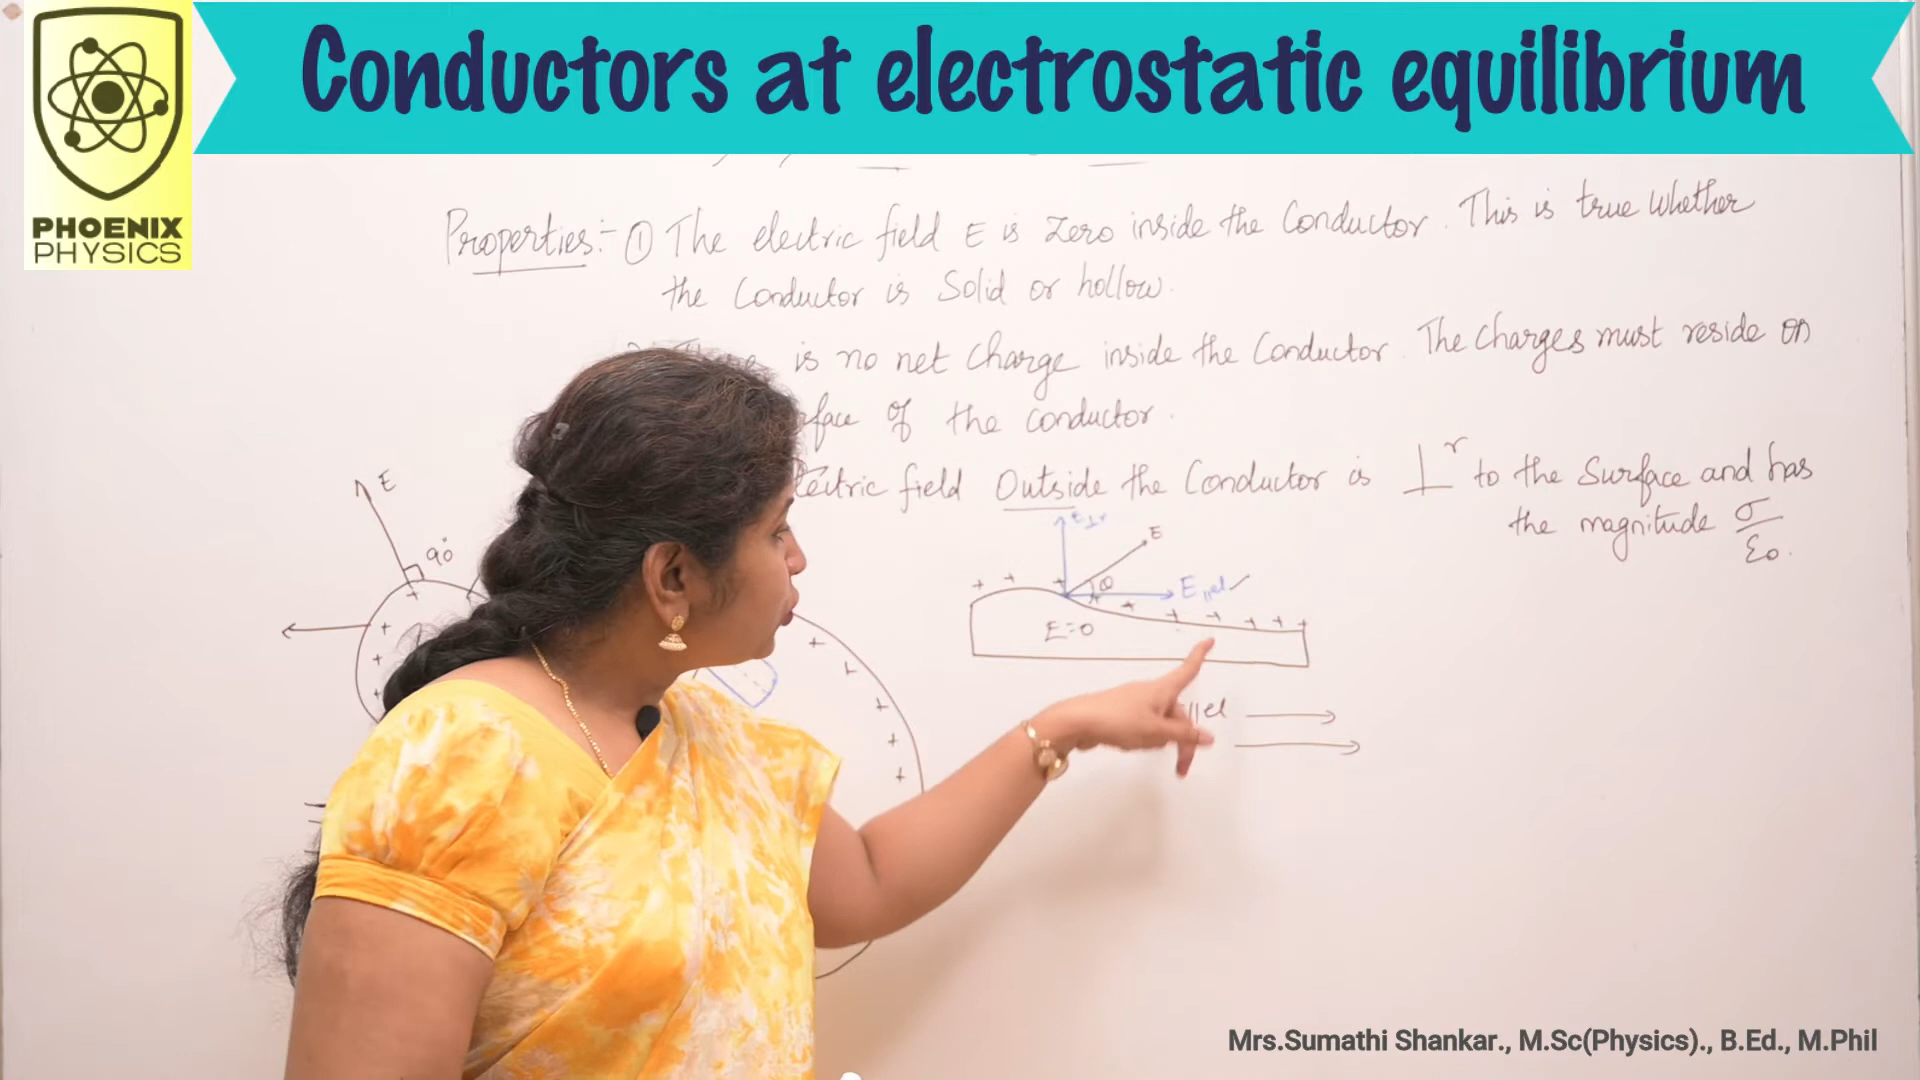 Conductors at electrostatic equilibrium
PHOENIX
PHYSICS
Properties:- ① The electric field E is Zero inside the Conductor. This is true whether
the Conductor is Solid or hollow.
is no net charge inside the Conductor. The charges must reside on
of the conductor.
field Outside the Conductor is ⊥r to the Surface and has
the magnitude σ/ε0.
E
90°
E⊥r
E
θ
E||el ✓
E=0
||el
Mrs.Sumathi Shankar., M.Sc(Physics)., B.Ed., M.Phil